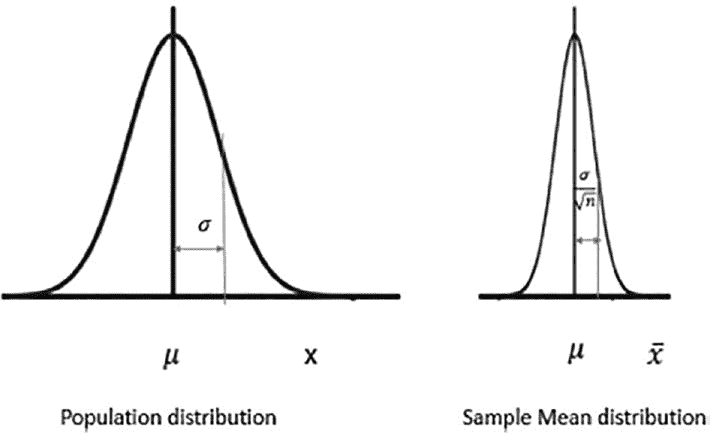 σ
μ x
Population distribution
σ
√n
μ x̄
Sample Mean distribution